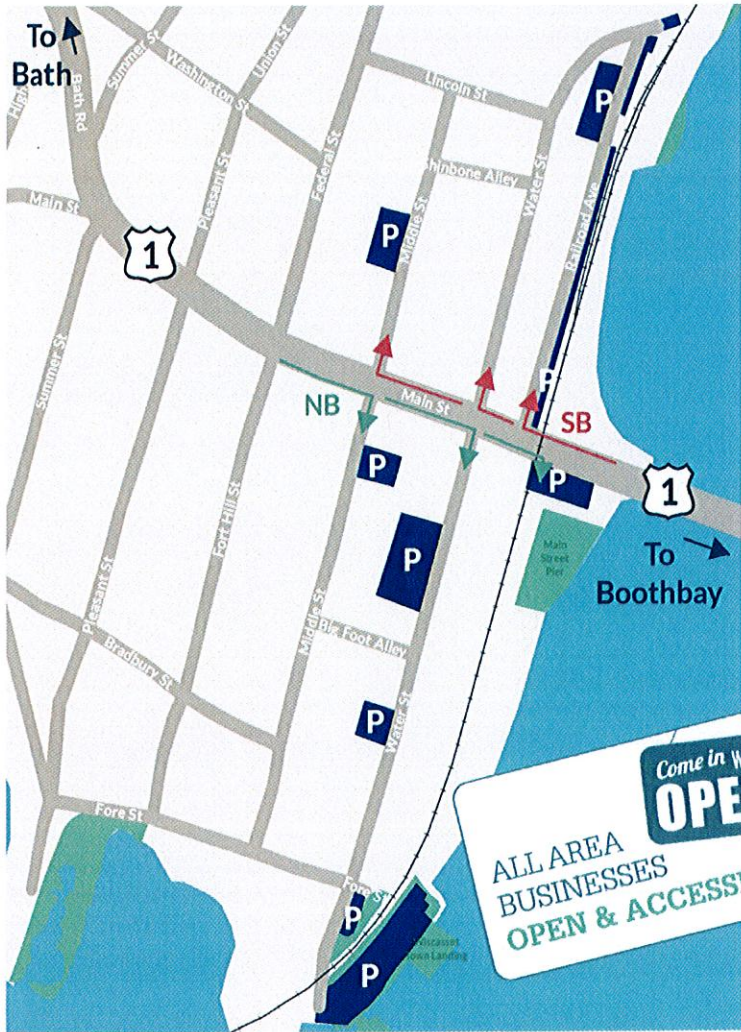 To
Bath
High
Bath Rd
Summer St
Washington St
Union St
Federal St
Pleasant St
Lincoln St
hinbone Alley
Middle St
Water St
Railroad Ave
P
P
P
Main St
1
Summer St
NB
Main St
SB
P
P
P
1
To
Boothbay
Main
Street
Pier
Fort Hill St
Pleasant St
Bradbury St
Middle St
Big Foot Alley
Water St
P
Fore St
Fore St
P
P
Wiscasset
Town Landing
Come in W
OPE
ALL AREA
BUSINESSES
OPEN & ACCESS